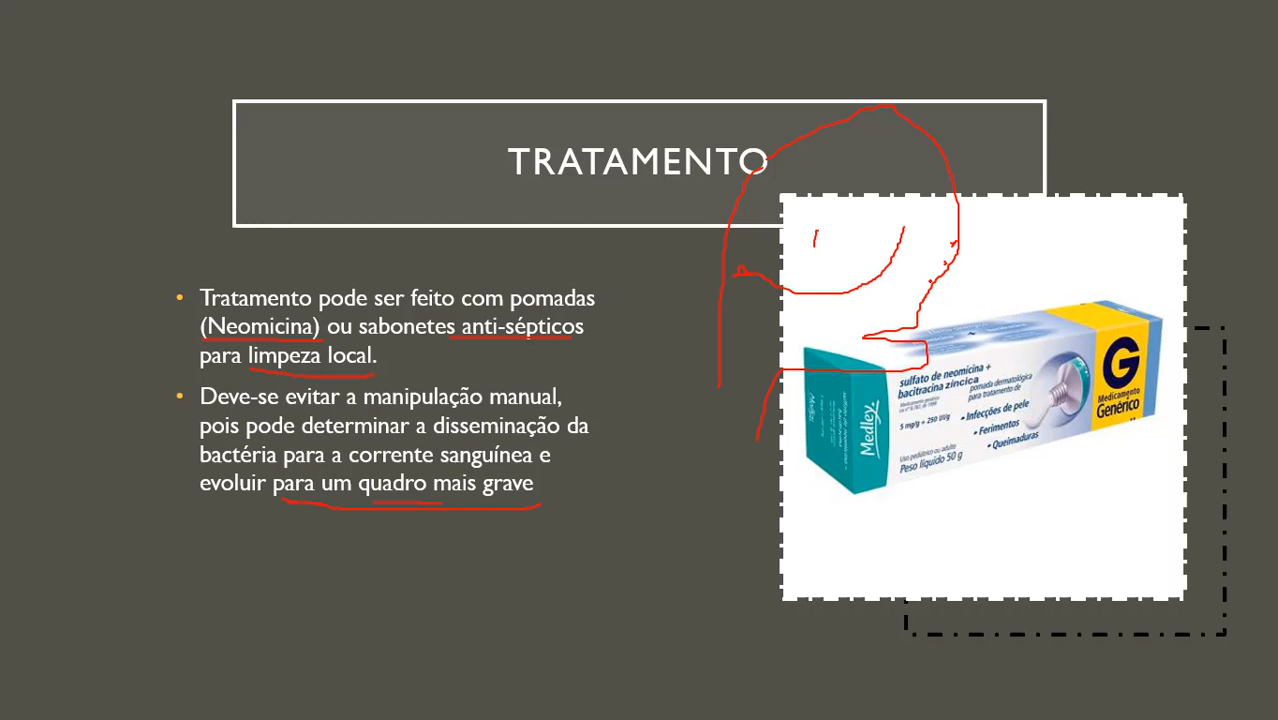 TRATAMENTO
• Tratamento pode ser feito com pomadas
(Neomicina) ou sabonetes anti-sépticos
para limpeza local.
• Deve-se evitar a manipulação manual,
pois pode determinar a disseminação da
bactéria para a corrente sanguínea e
evoluir para um quadro mais grave
sulfato de neomicina +
bacitracina zíncica
pomada dermatológica
para tratamento de
5 mg/g + 250 UI/g
• Infecções de pele
• Ferimentos
• Queimaduras
Uso pediátrico ou adulto
Peso líquido 50 g
Medley
G
Medicamento
Genérico